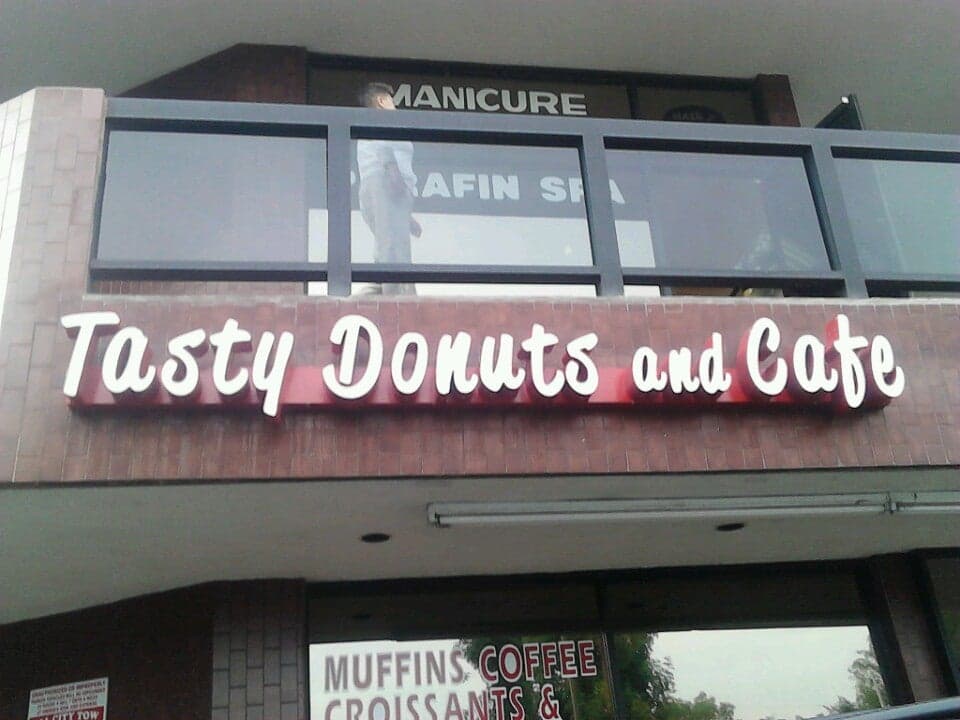 MANICURE
RAFIN SPA
Tasty Donuts and Cafe
MUFFINS COFFEE
CROISSANTS &